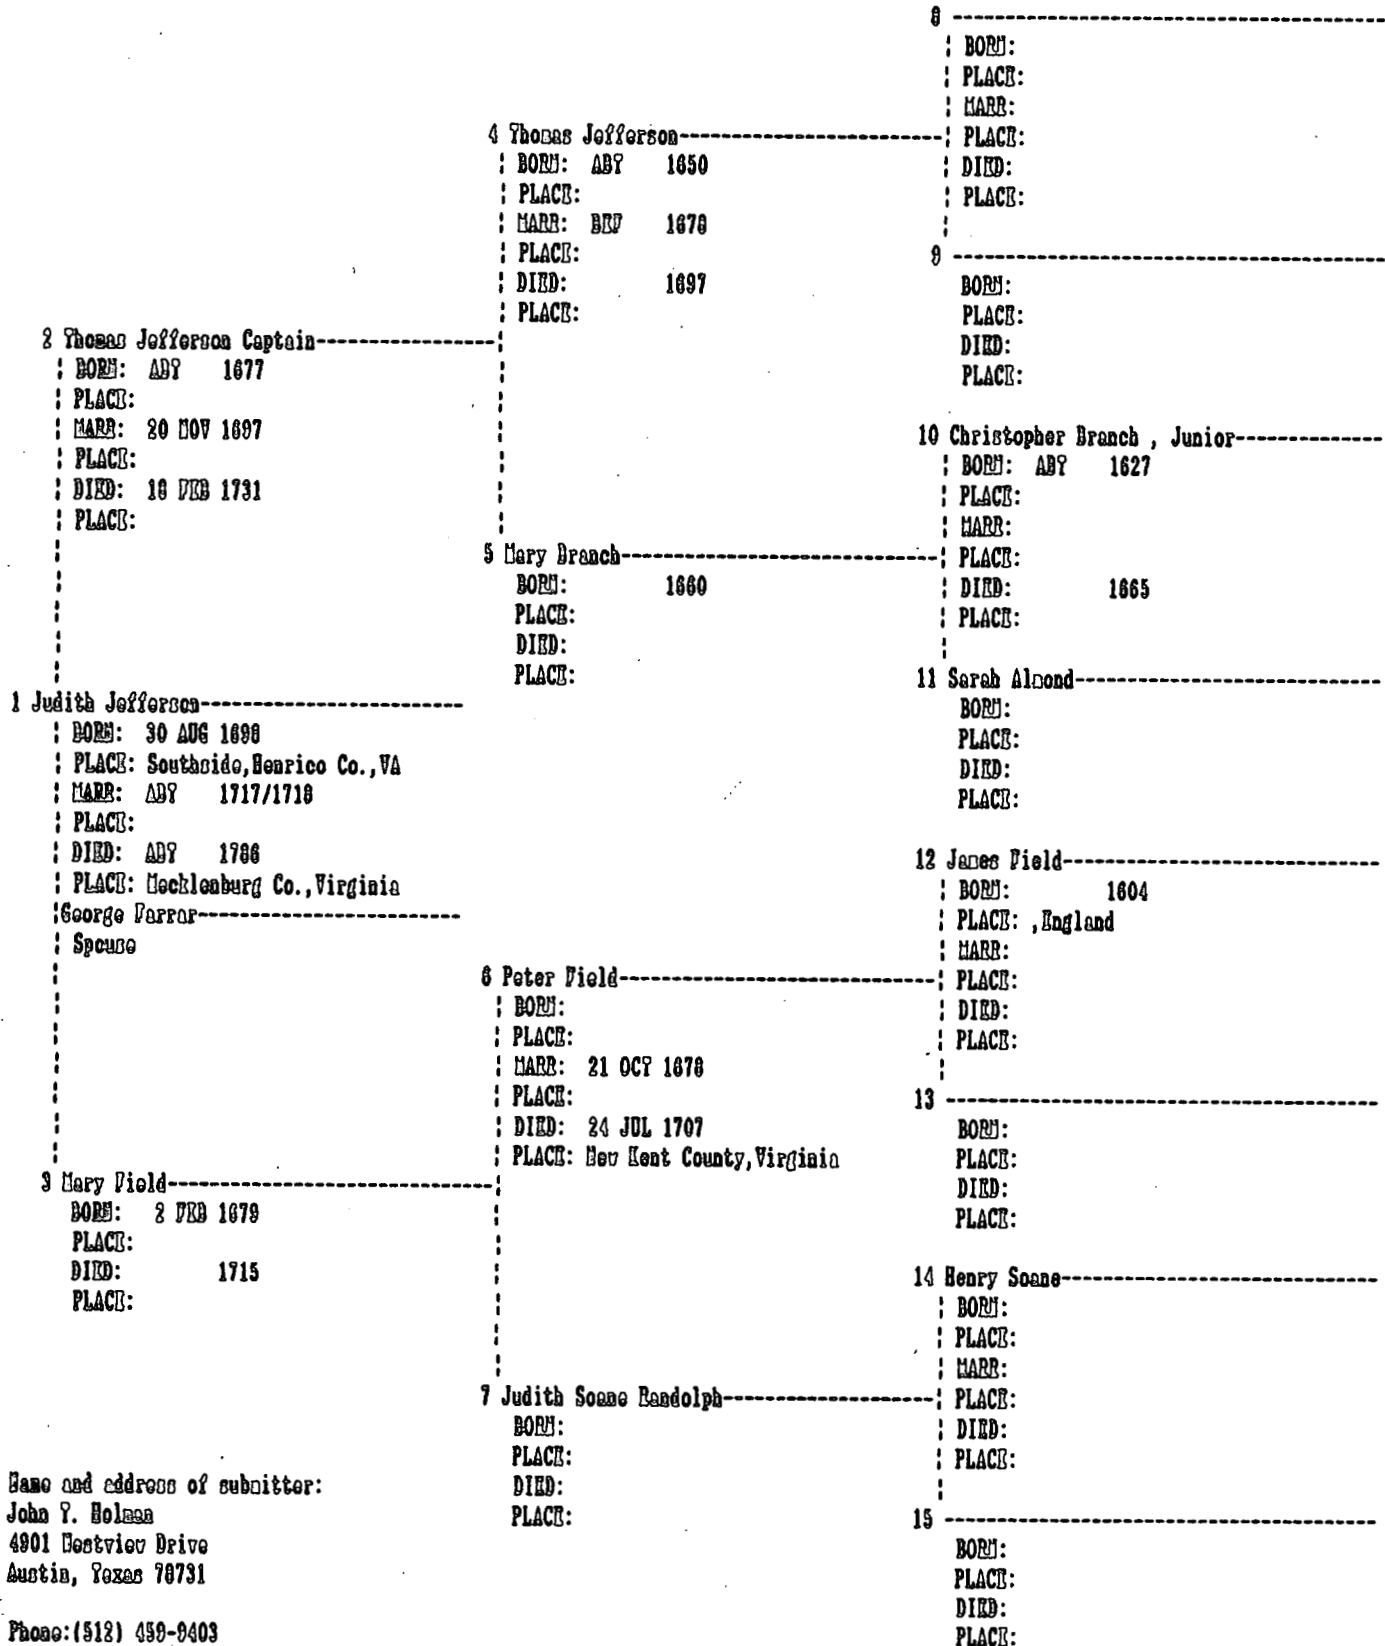 8
BORN:
PLACE:
MARR:
4 Thomas Jefferson
PLACE:
BORN: ABT 1650
DIED:
PLACE:
PLACE:
MARR: BEF 1678
PLACE:
9
DIED: 1697
BORN:
PLACE:
PLACE:
2 Thomas Jefferson Captain
DIED:
BORN: ABT 1677
PLACE:
PLACE:
MARR: 20 NOV 1697
10 Christopher Branch , Junior
PLACE:
BORN: ABT 1627
DIED: 18 FEB 1731
PLACE:
PLACE:
MARR:
5 Mary Branch
PLACE:
BORN: 1660
DIED: 1665
PLACE:
PLACE:
DIED:
PLACE:
11 Sarah Almond
1 Judith Jefferson
BORN:
BORN: 30 AUG 1698
PLACE:
PLACE: Southside,Henrico Co.,VA
DIED:
MARR: ABT 1717/1718
PLACE:
PLACE:
DIED: ABT 1786
12 James Field
PLACE: Mecklenburg Co.,Virginia
BORN: 1604
George Farrar
PLACE: ,England
Spouse
MARR:
6 Peter Field
PLACE:
BORN:
DIED:
PLACE:
PLACE:
MARR: 21 OCT 1678
PLACE:
13
DIED: 24 JUL 1707
BORN:
PLACE: New Kent County,Virginia
PLACE:
3 Mary Field
DIED:
BORN: 2 FEB 1679
PLACE:
PLACE:
DIED: 1715
14 Henry Soane
PLACE:
BORN:
PLACE:
MARR:
7 Judith Soane Randolph
PLACE:
BORN:
DIED:
PLACE:
PLACE:
Name and address of submitter:
DIED:
John T. Holman
PLACE:
15
4901 Westview Drive
BORN:
Austin, Texas 78731
PLACE:
DIED:
Phone:(512) 459-9403
PLACE: